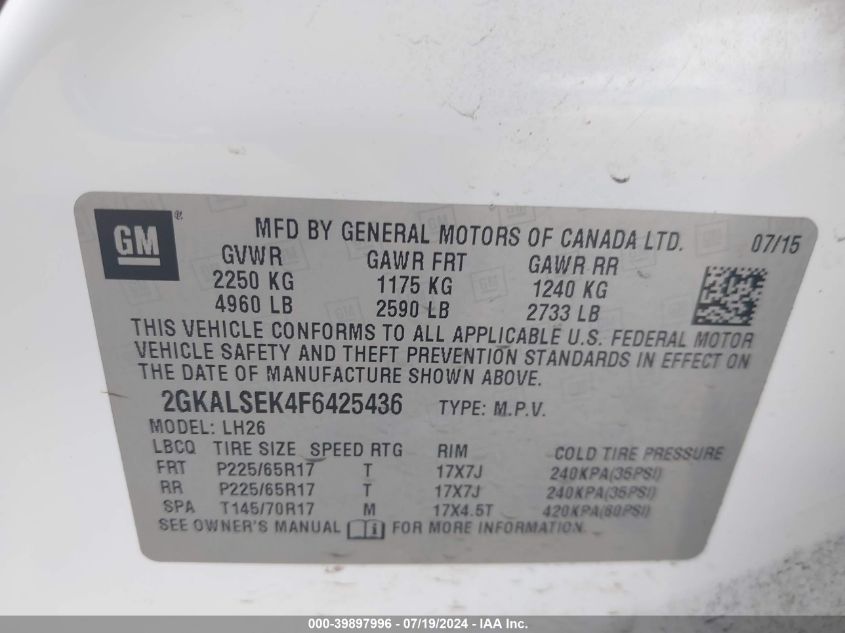 GM ®
MFD BY GENERAL MOTORS OF CANADA LTD. 07/15
GVWR GAWR FRT GAWR RR
2250 KG 1175 KG 1240 KG
4960 LB 2590 LB 2733 LB
THIS VEHICLE CONFORMS TO ALL APPLICABLE U.S. FEDERAL MOTOR
VEHICLE SAFETY AND THEFT PREVENTION STANDARDS IN EFFECT ON
THE DATE OF MANUFACTURE SHOWN ABOVE.
2GKALSEK4F6425436 TYPE: M.P.V.
MODEL: LH26
LBCQ TIRE SIZE SPEED RTG RIM COLD TIRE PRESSURE
FRT P225/65R17 T 17X7J 240KPA(35PSI)
RR P225/65R17 T 17X7J 240KPA(35PSI)
SPA T145/70R17 M 17X4.5T 420KPA(60PSI)
SEE OWNER'S MANUAL i FOR MORE INFORMATION.
000-39897996 - 07/19/2024 - IAA Inc.